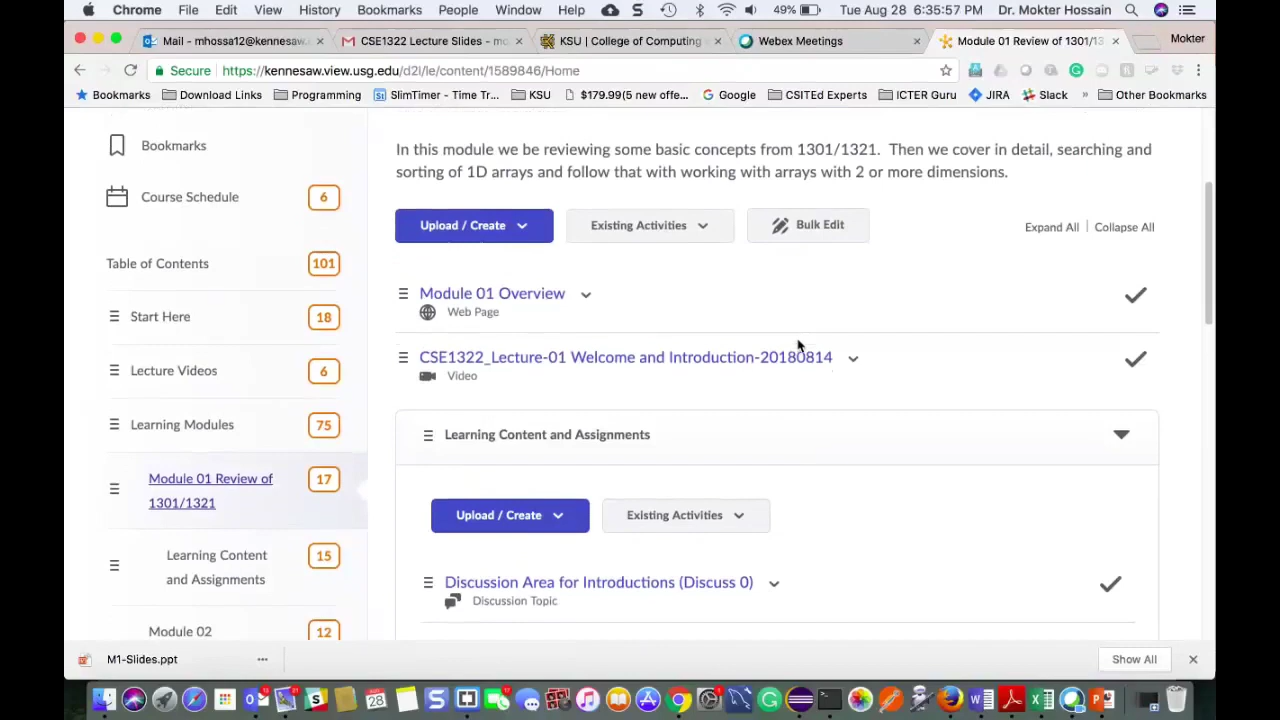 Chrome File Edit View History Bookmarks People Window Help 49% Tue Aug 28 6:35:57 PM Dr. Mokter Hossain
Mail - mhossa12@kennesaw. CSE1322 Lecture Slides - mo KSU | College of Computing Webex Meetings Module 01 Review of 1301/13 Mokter
Secure https://kennesaw.view.usg.edu/d2l/le/content/1589846/Home
Bookmarks Download Links Programming SlimTimer - Time Tr... KSU $179.99(5 new offe... Google CSITEd Experts ICTER Guru JIRA Slack » Other Bookmarks
Bookmarks
Course Schedule 6
Table of Contents 101
Start Here 18
Lecture Videos 6
Learning Modules 75
Module 01 Review of 17
1301/1321
Learning Content 15
and Assignments
Module 02 12
In this module we be reviewing some basic concepts from 1301/1321. Then we cover in detail, searching and
sorting of 1D arrays and follow that with working with arrays with 2 or more dimensions.
Upload / Create Existing Activities Bulk Edit Expand All | Collapse All
Module 01 Overview
Web Page
CSE1322_Lecture-01 Welcome and Introduction-20180814
Video
Learning Content and Assignments
Upload / Create Existing Activities
Discussion Area for Introductions (Discuss 0)
Discussion Topic
M1-Slides.ppt ... Show All